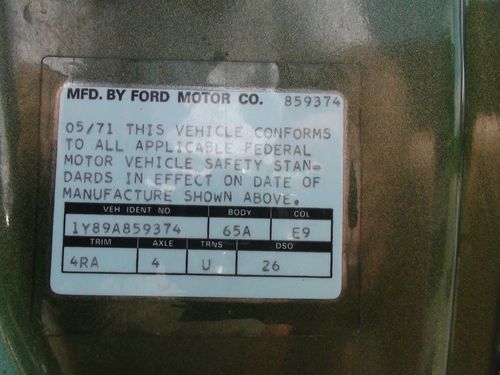 MFD. BY FORD MOTOR CO. 859374
05/71 THIS VEHICLE CONFORMS
TO ALL APPLICABLE FEDERAL
MOTOR VEHICLE SAFETY STAN=
DARDS IN EFFECT ON DATE OF
MANUFACTURE SHOWN ABOVE.
VEH IDENT NO BODY COL
1Y89A859374 65A E9
TRIM AXLE TRNS DSO
4RA 4 U 26